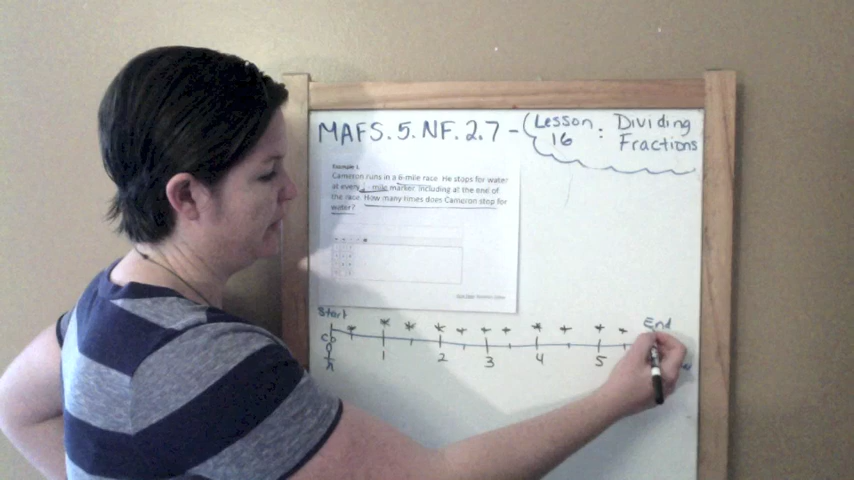 MAFS.5.NF.2.7 - Lesson 16 : Dividing Fractions
Example 1
Cameron runs in a 6-mile race. He stops for water
at every mile marker, including at the end of
the race. How many times does Cameron stop for
water?
Start
End
1 2 3 4 5